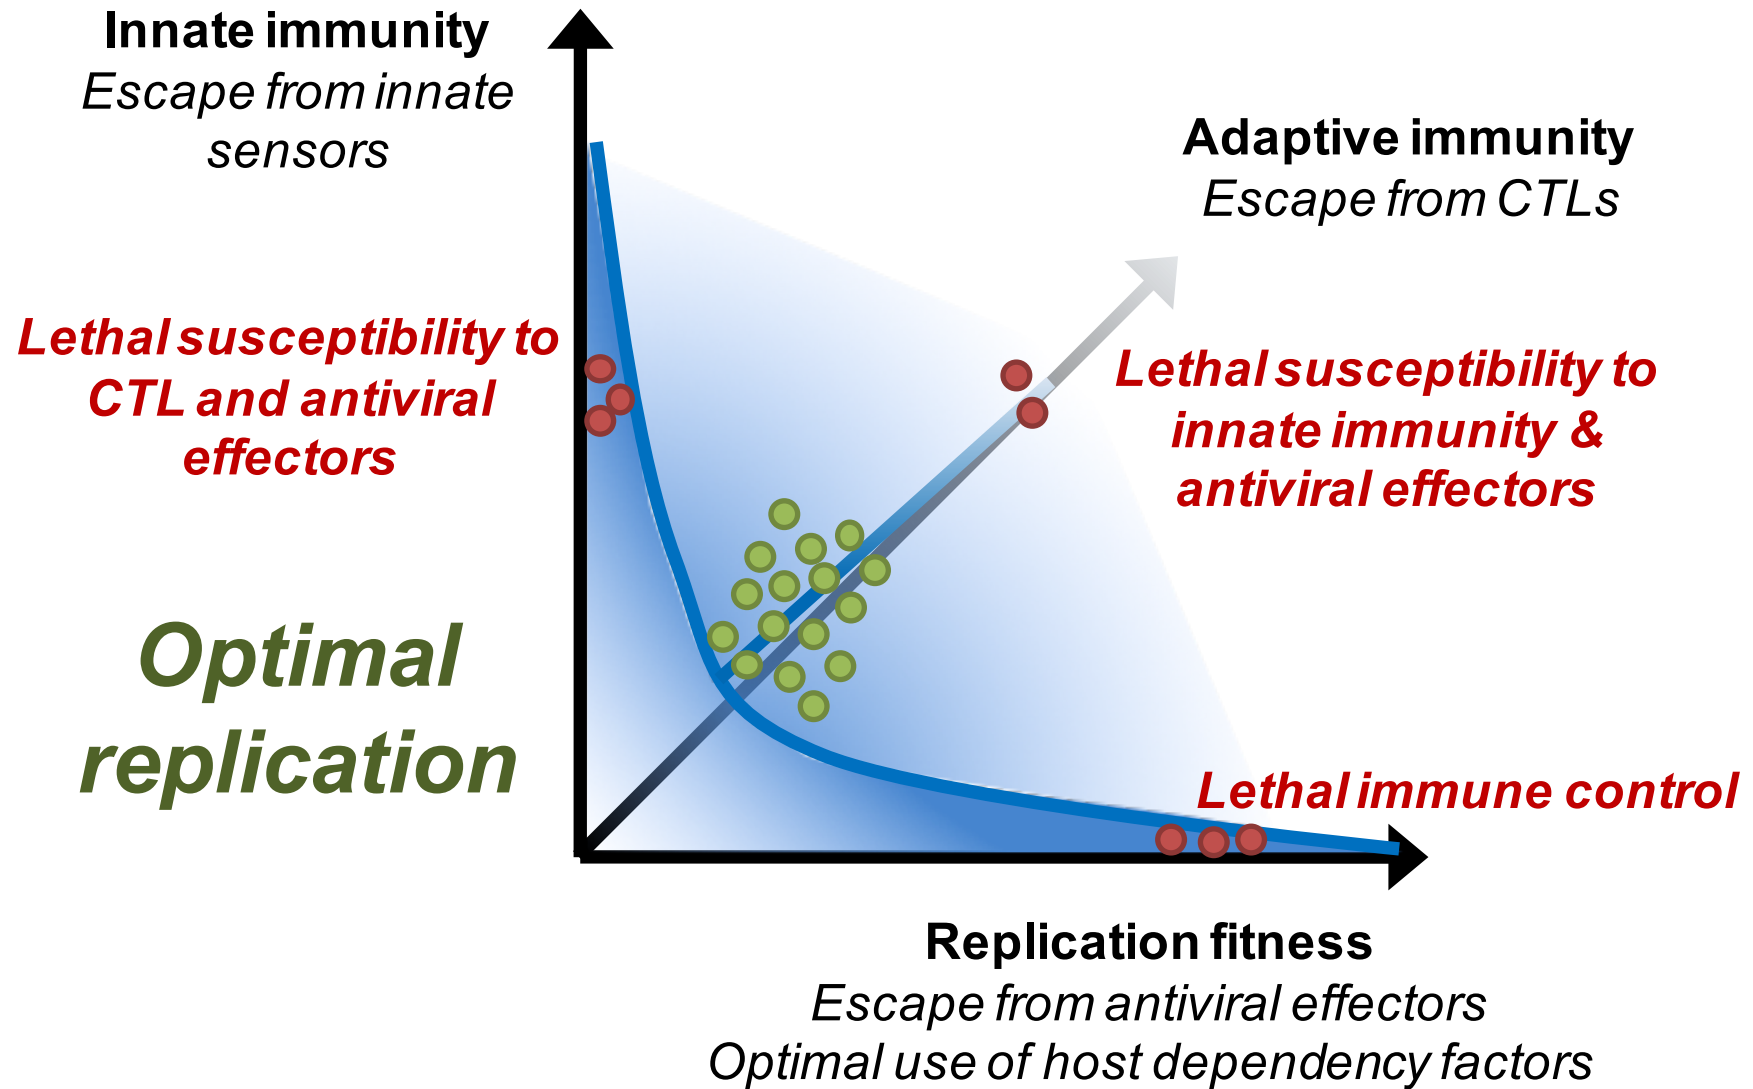 Innate immunity
Escape from innate
sensors
Adaptive immunity
Escape from CTLs
Lethal susceptibility to
CTL and antiviral
effectors
Lethal susceptibility to
innate immunity &
antiviral effectors
Optimal
replication
Lethal immune control
Replication fitness
Escape from antiviral effectors
Optimal use of host dependency factors